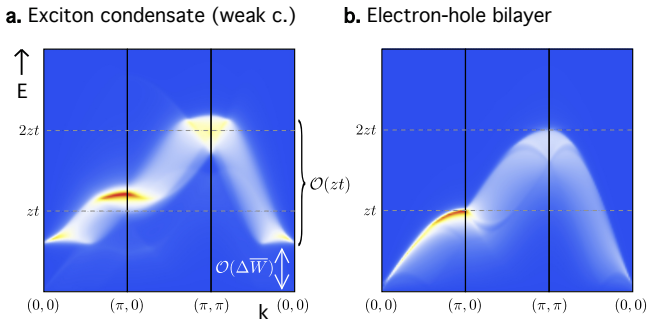 a. Exciton condensate (weak c.)
b. Electron-hole bilayer
E
2zt
zt
𝒪(zt)
𝒪(ΔW̅)
(0, 0)
(π, 0)
(π, π)
(0, 0)
k
2zt
zt
(0, 0)
(π, 0)
(π, π)
(0, 0)